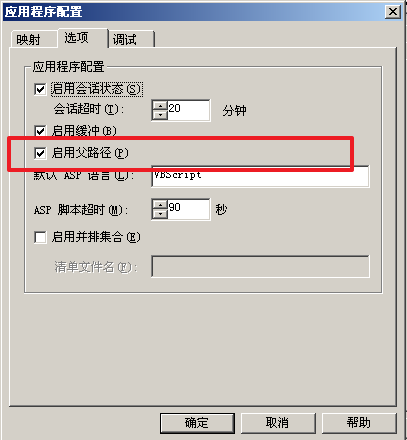 应用程序配置
映射 选项 调试
应用程序配置
启用会话状态(S)
会话超时(T): 20 分钟
启用缓冲(B)
启用父路径(P)
默认 ASP 语言(L): VBScript
ASP 脚本超时(M): 90 秒
启用并排集合(E)
清单文件名(F):
确定 取消 帮助